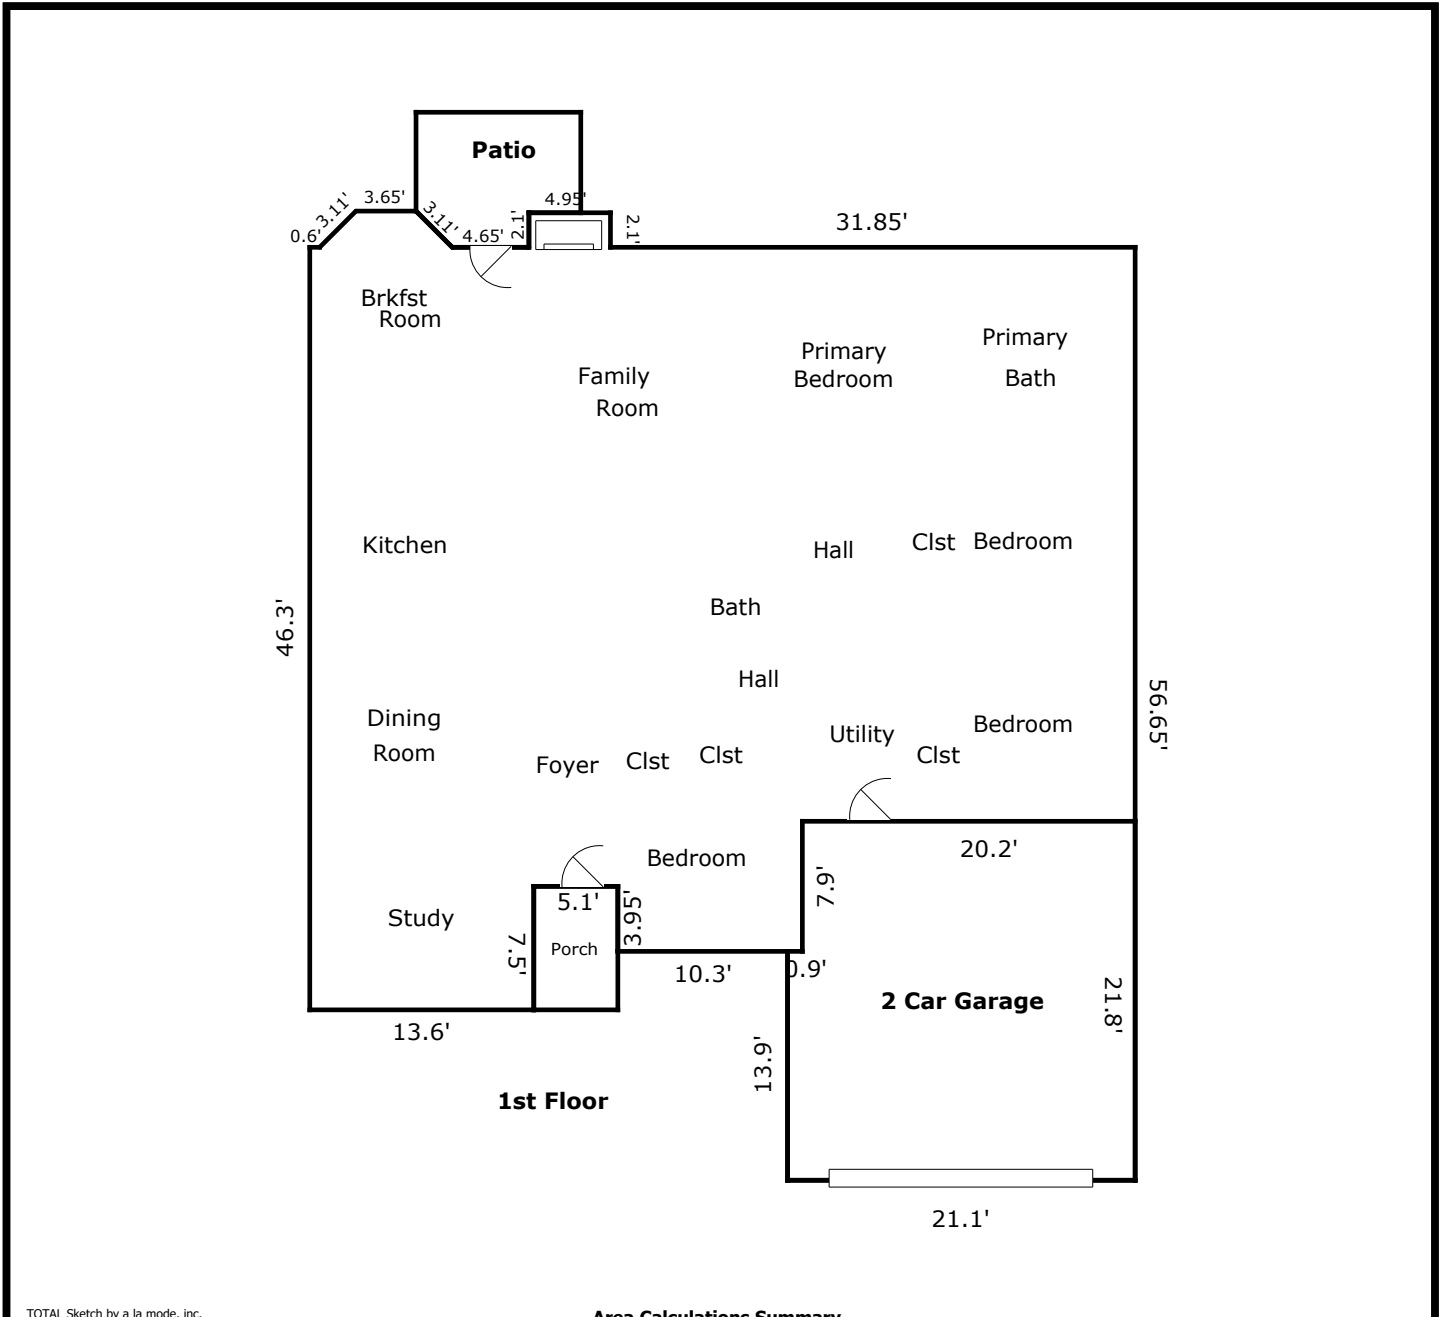 Patio
4.95'
3.65'
3.11'
3.11'
2.1'
2.1'
31.85'
0.6'
4.65'
Brkfst
Room
Primary
Bath
Primary
Bedroom
Family
Room
Kitchen
Hall
Clst
Bedroom
Bath
46.3'
Hall
56.65'
Dining
Room
Bedroom
Utility
Foyer
Clst
Clst
Clst
20.2'
Bedroom
7.9'
5.1'
3.95'
Study
Porch
7.5'
10.3'
0.9'
2 Car Garage
21.8'
13.6'
13.9'
1st Floor
21.1'
TOTAL Sketch by a la mode, inc.
Area Calculations Summary